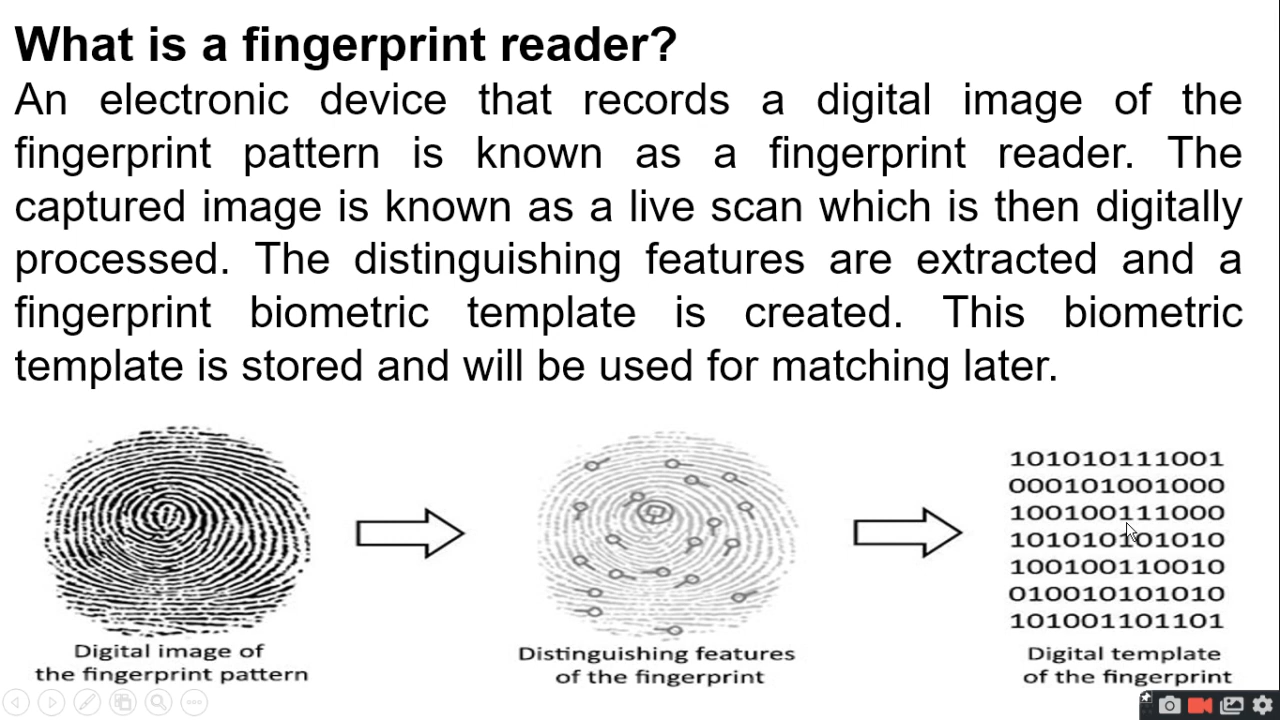 What is a fingerprint reader?
An electronic device that records a digital image of the
fingerprint pattern is known as a fingerprint reader. The
captured image is known as a live scan which is then digitally
processed. The distinguishing features are extracted and a
fingerprint biometric template is created. This biometric
template is stored and will be used for matching later.
Digital image of
the fingerprint pattern
Distinguishing features
of the fingerprint
101010111001
000101001000
100100111000
101010101010
100100110010
010010101010
101001101101
Digital template
of the fingerprint